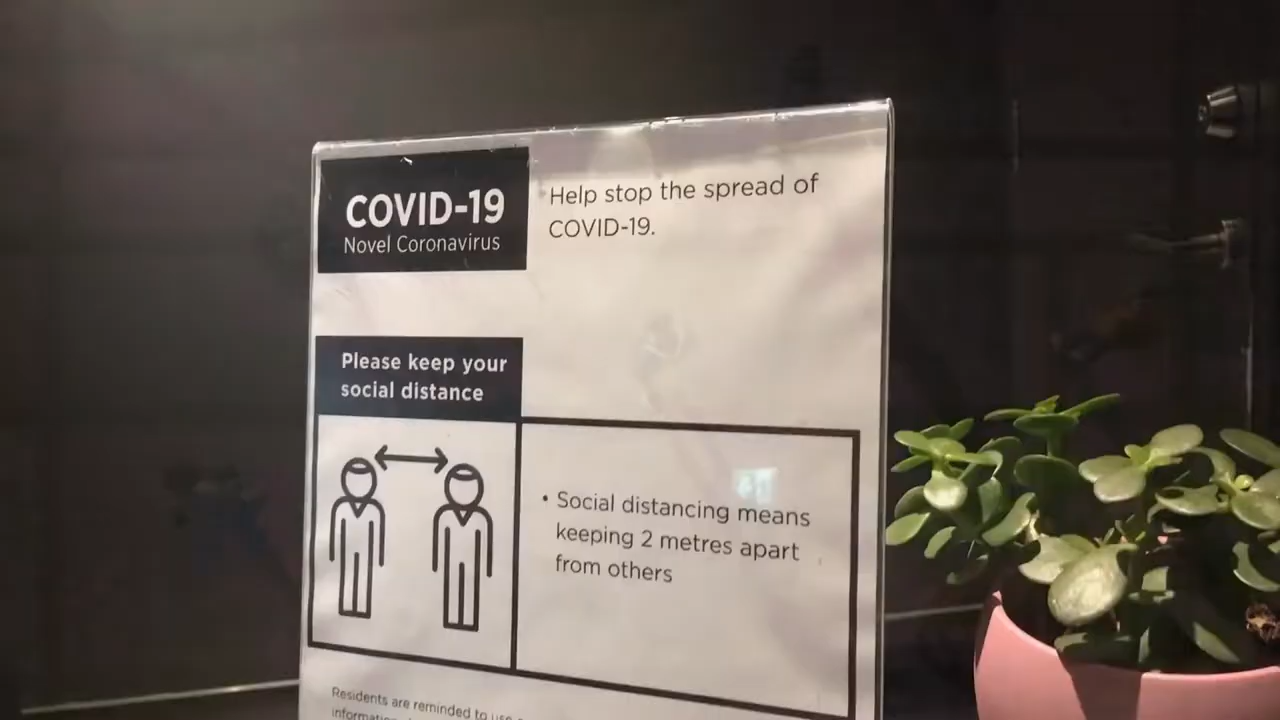 COVID-19
Novel Coronavirus
Help stop the spread of
COVID-19.
Please keep your
social distance
• Social distancing means
keeping 2 metres apart
from others
Residents are reminded to use